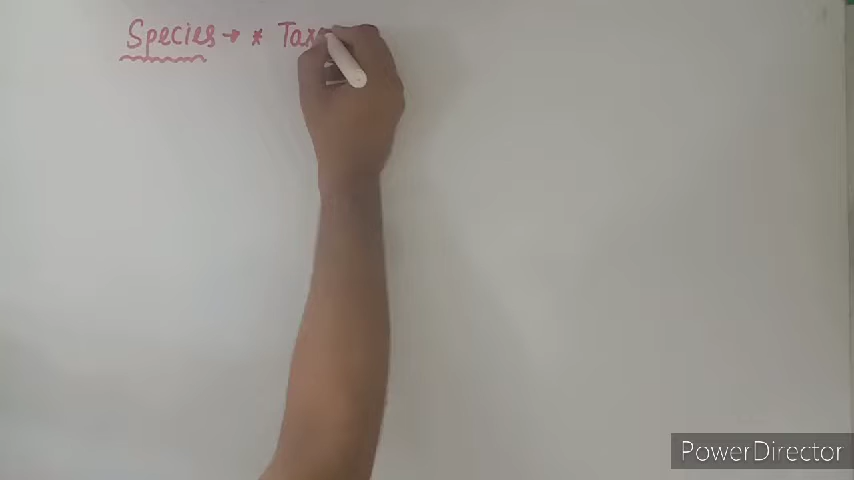 Species → * Tax
PowerDirector